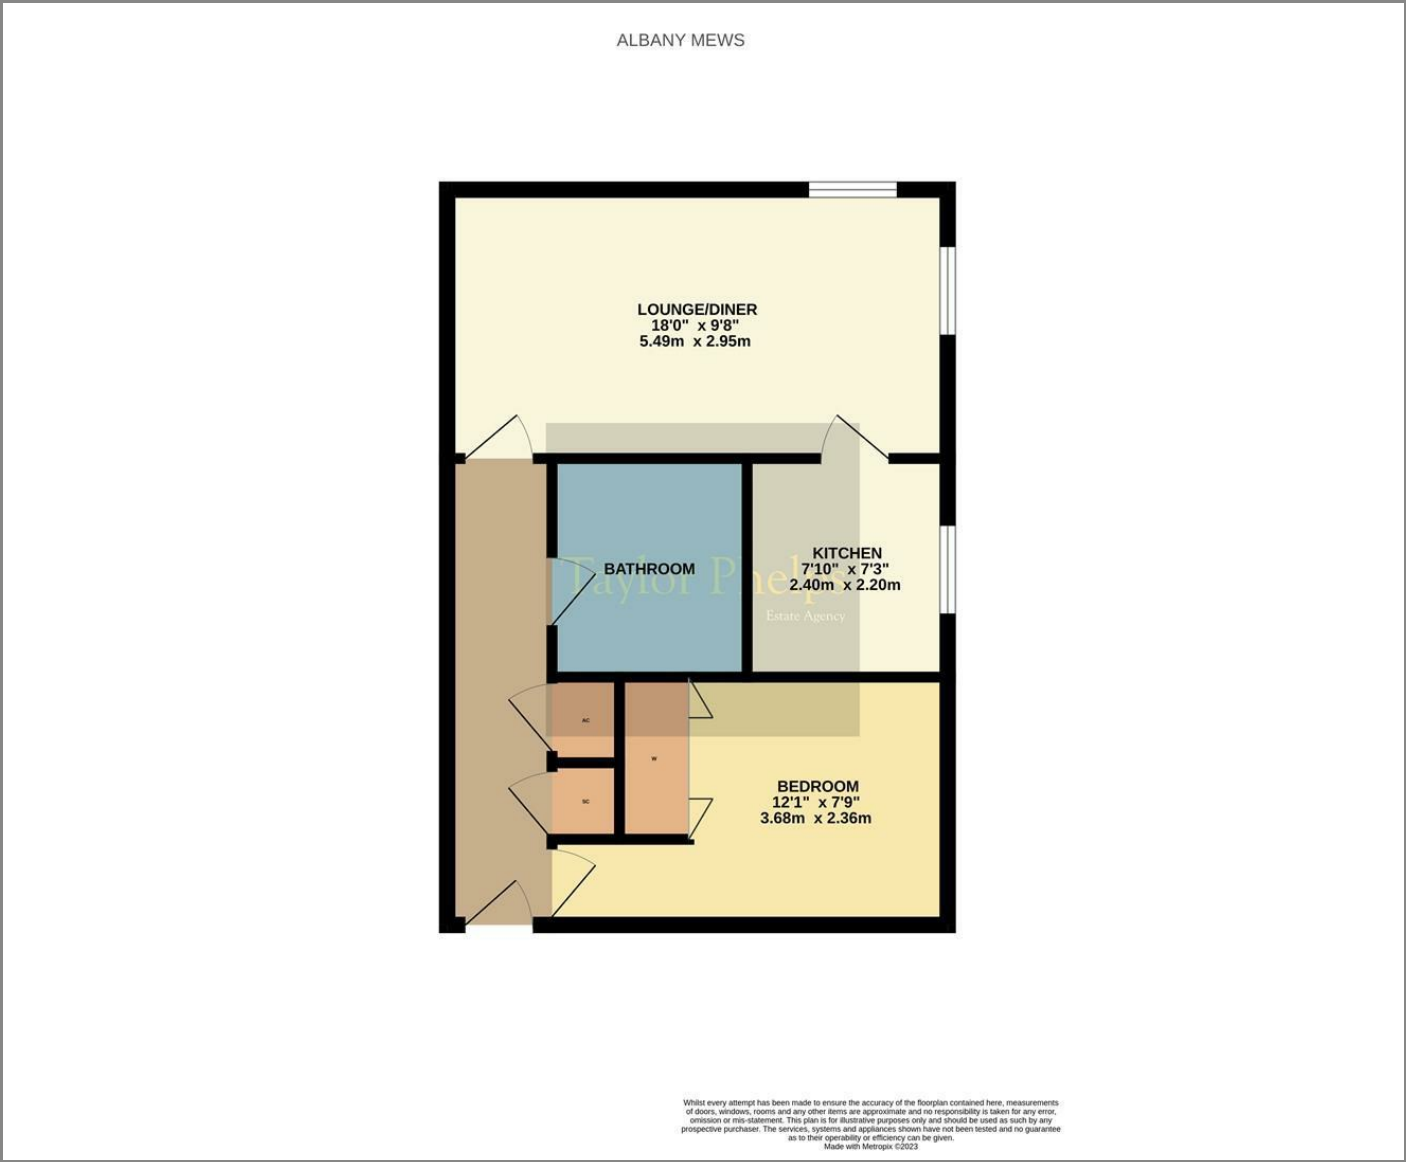 ALBANY MEWS
LOUNGE/DINER
18'0" x 9'8"
5.49m x 2.95m
BATHROOM
KITCHEN
7'10" x 7'3"
2.40m x 2.20m
Taylor Phelps
Estate Agency
AC
W
SC
BEDROOM
12'1" x 7'9"
3.68m x 2.36m
Whilst every attempt has been made to ensure the accuracy of the floorplan contained here, measurements
of doors, windows, rooms and any other items are approximate and no responsibility is taken for any error,
omission or mis-statement. This plan is for illustrative purposes only and should be used as such by any
prospective purchaser. The services, systems and appliances shown have not been tested and no guarantee
as to their operability or efficiency can be given.
Made with Metropix ©2023